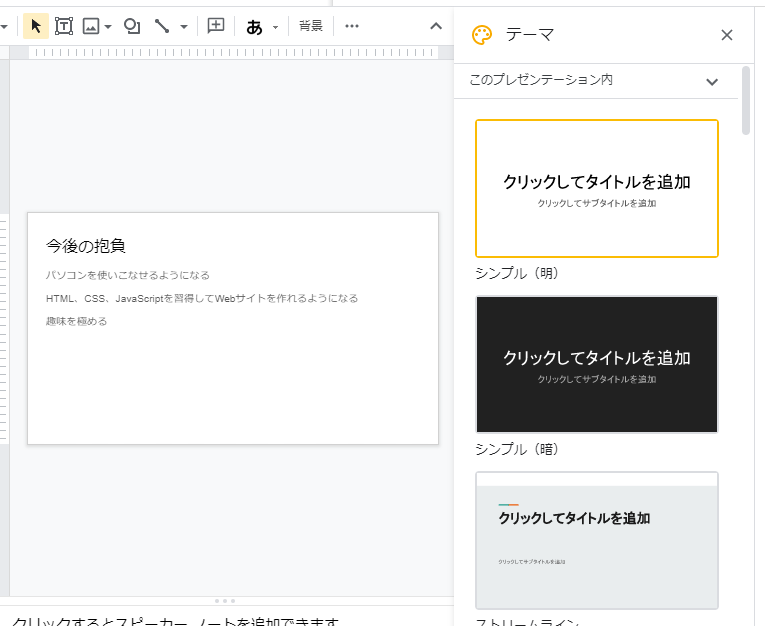 あ
背景
テーマ
このプレゼンテーション内
クリックしてタイトルを追加
クリックしてサブタイトルを追加
シンプル（明）
クリックしてタイトルを追加
クリックしてサブタイトルを追加
シンプル（暗）
クリックしてタイトルを追加
クリックしてサブタイトルを追加
ストリームライン
今後の抱負
パソコンを使いこなせるようになる
HTML、CSS、JavaScriptを習得してWebサイトを作れるようになる
趣味を極める
クリックするとスピーカー ノートを追加できます